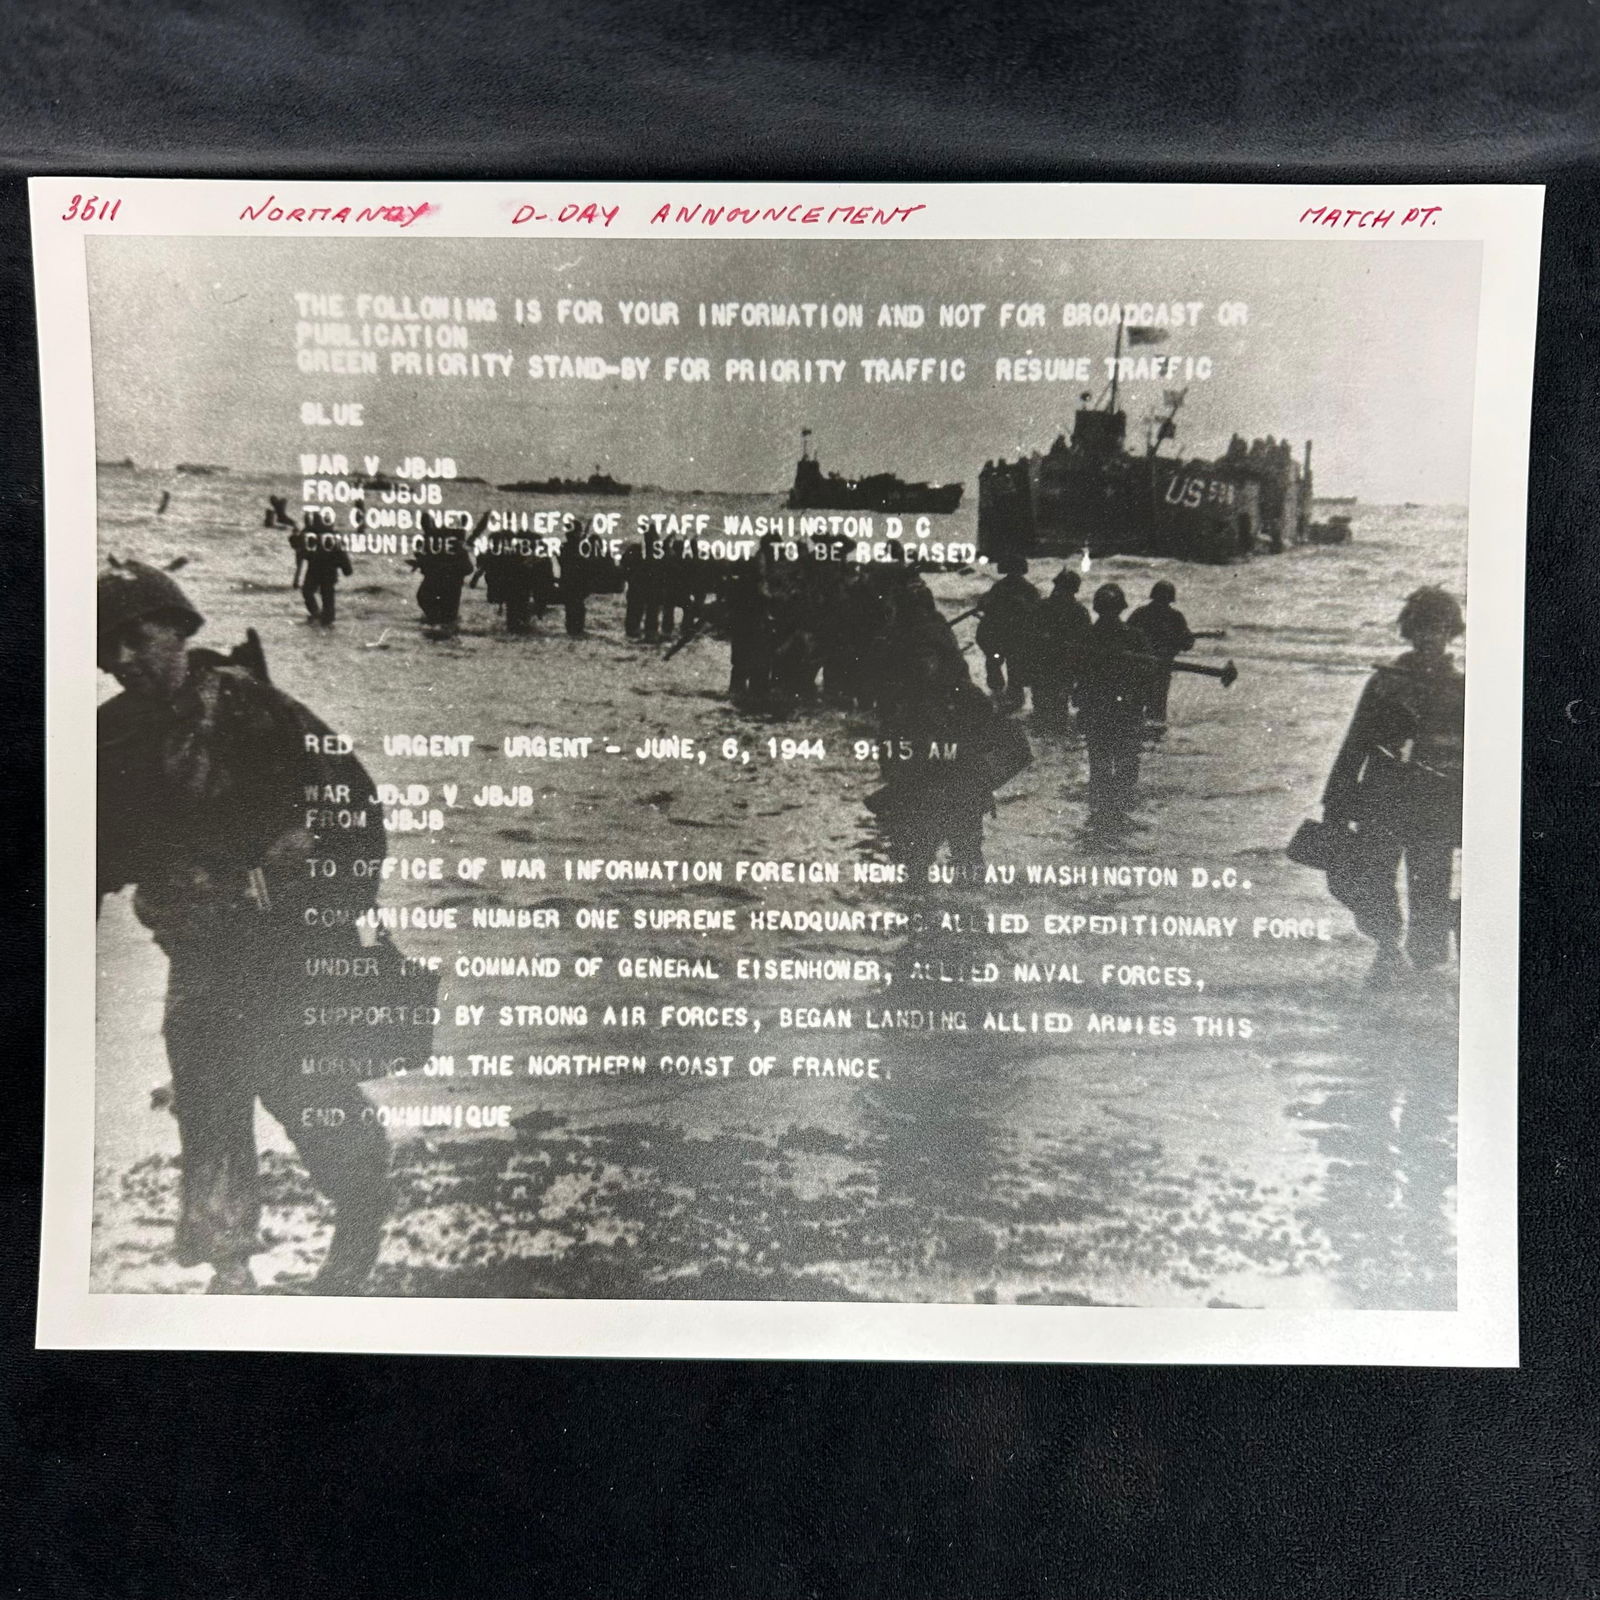 3511 NORMANDY D-DAY ANNOUNCEMENT MATCH PT.
THE FOLLOWING IS FOR YOUR INFORMATION AND NOT FOR BROADCAST OR
PUBLICATION
GREEN PRIORITY STAND-BY FOR PRIORITY TRAFFIC RESUME TRAFFIC
BLUE
WAR V JBJB
FROM JBJB
TO COMBINED CHIEFS OF STAFF WASHINGTON D C
COMMUNIQUE NUMBER ONE IS ABOUT TO BE RELEASED.
US
RED URGENT URGENT - JUNE, 6, 1944 9:15 AM
WAR JDJD V JBJB
FROM JBJB
TO OFFICE OF WAR INFORMATION FOREIGN NEWS BUREAU WASHINGTON D.C.
COMMUNIQUE NUMBER ONE SUPREME HEADQUARTERS ALLIED EXPEDITIONARY FORCE
UNDER THE COMMAND OF GENERAL EISENHOWER, ALLIED NAVAL FORCES,
SUPPORTED BY STRONG AIR FORCES, BEGAN LANDING ALLIED ARMIES THIS
MORNING ON THE NORTHERN COAST OF FRANCE.
END COMMUNIQUE